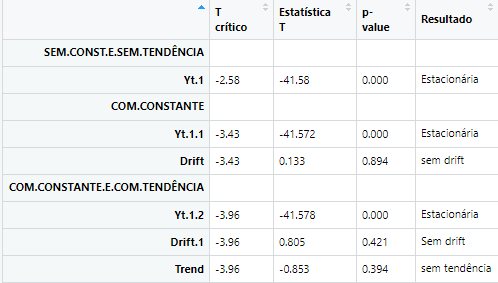 T crítico Estatística T p-value Resultado
SEM.CONST.E.SEM.TENDÊNCIA
Yt.1 -2.58 -41.58 0.000 Estacionária
COM.CONSTANTE
Yt.1.1 -3.43 -41.572 0.000 Estacionária
Drift -3.43 0.133 0.894 sem drift
COM.CONSTANTE.E.COM.TENDÊNCIA
Yt.1.2 -3.96 -41.578 0.000 Estacionária
Drift.1 -3.96 0.805 0.421 Sem drift
Trend -3.96 -0.853 0.394 sem tendência